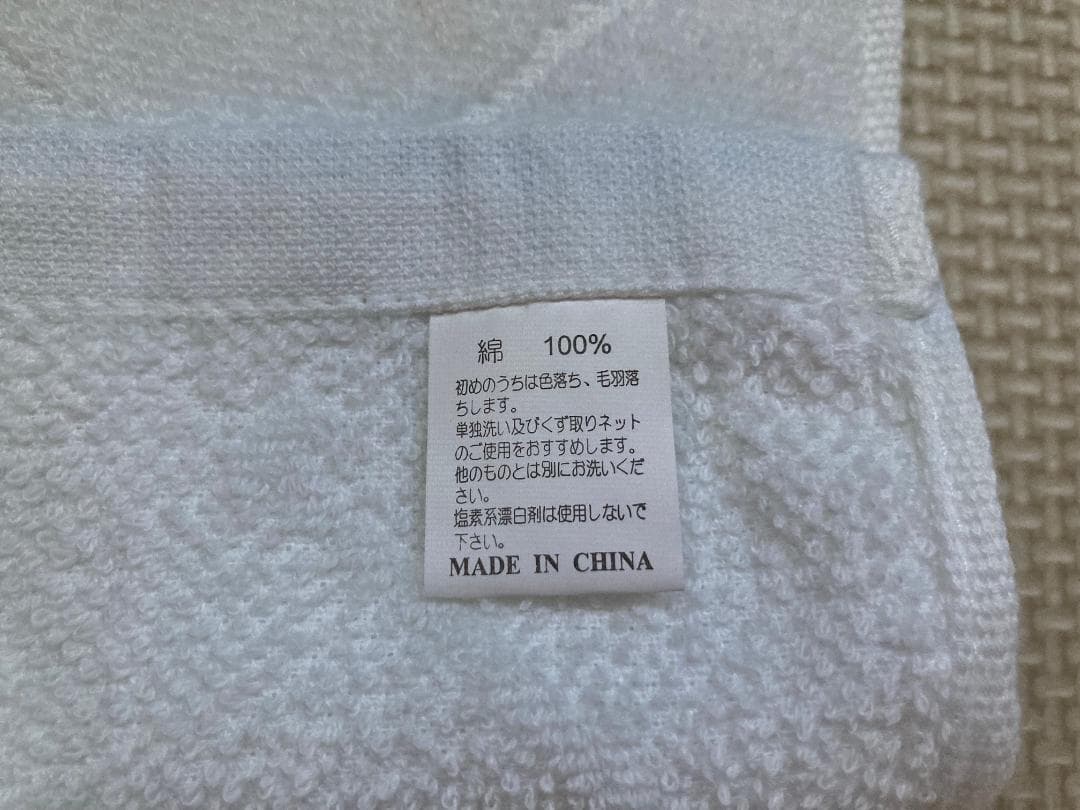 綿 100%
初めのうちは色落ち、毛羽落
ちします。
単独洗い及びくず取りネット
のご使用をおすすめします。
他のものとは別にお洗いくだ
さい。
塩素系漂白剤は使用しないで
下さい。
MADE IN CHINA